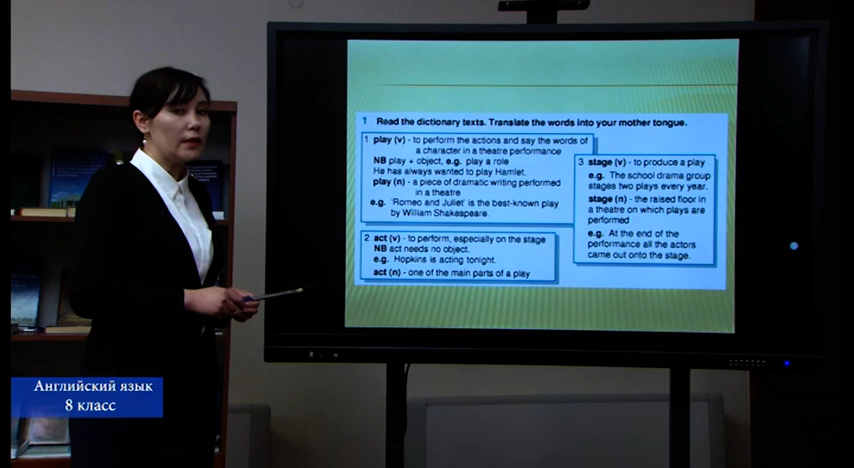 1 Read the dictionary texts. Translate the words into your mother tongue.
1 play (v) - to perform the actions and say the words of
a character in a theatre performance
NB play + object, e.g. play a role
He has always wanted to play Hamlet.
play (n) - a piece of dramatic writing performed
in a theatre
e.g. 'Romeo and Juliet' is the best-known play
by William Shakespeare.
2 act (v) - to perform, especially on the stage
NB act needs no object.
e.g. Hopkins is acting tonight.
act (n) - one of the main parts of a play
3 stage (v) - to produce a play
e.g. The school drama group
stages two plays every year.
stage (n) - the raised floor in
a theatre on which plays are
performed
e.g. At the end of the
performance all the actors
came out onto the stage.
Английский язык
8 класс